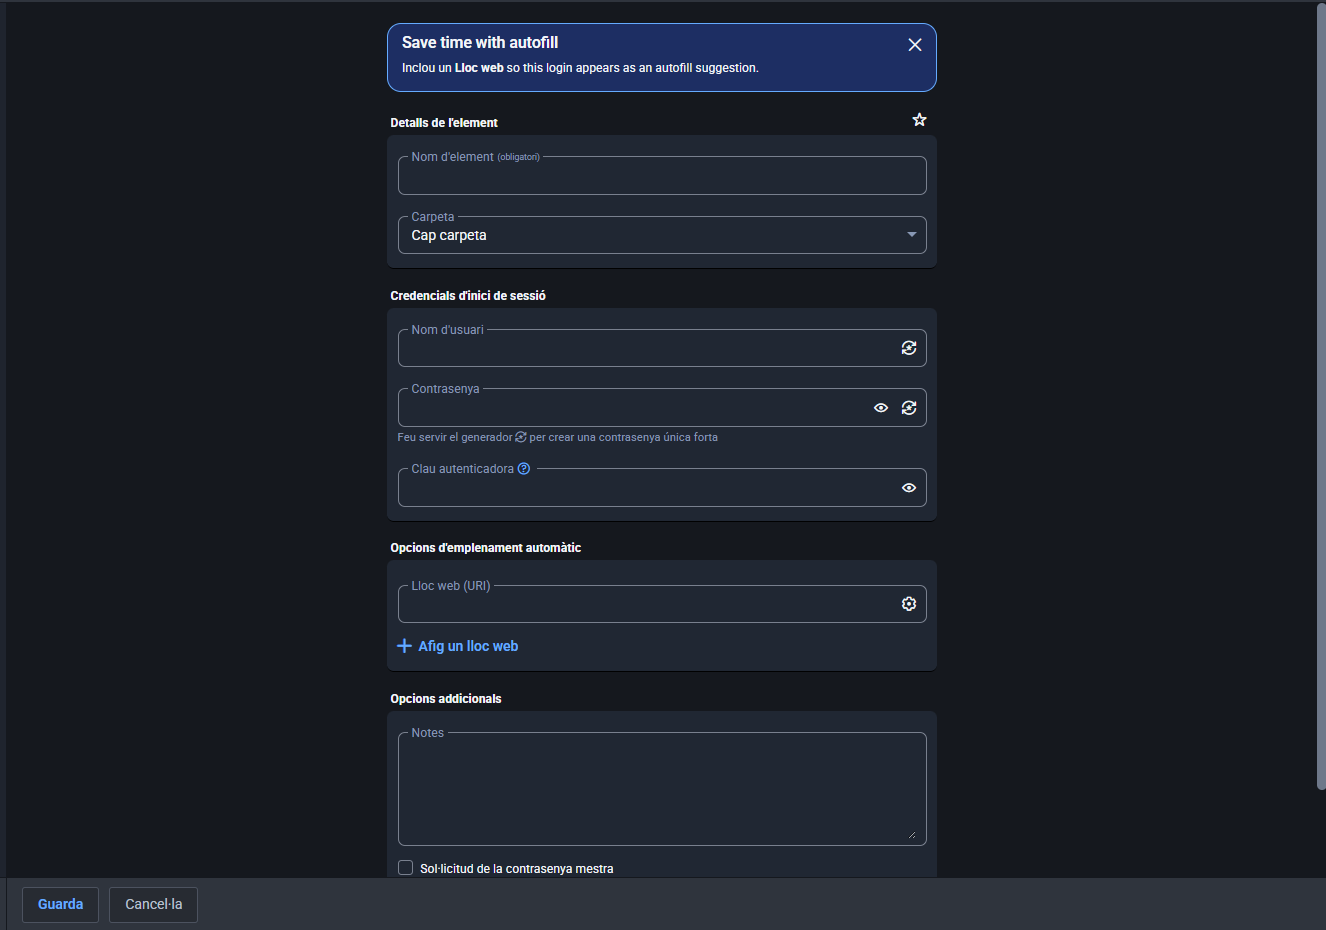 Save time with autofill
Inclou un Lloc web so this login appears as an autofill suggestion.
Detalls de l'element
Nom d'element (obligatori)
Carpeta
Cap carpeta
Credencials d'inici de sessió
Nom d'usuari
Contrasenya
Feu servir el generador per crear una contrasenya única forta
Clau autenticadora
Opcions d'emplenament automàtic
Lloc web (URI)
Afig un lloc web
Opcions addicionals
Notes
Sol·licitud de la contrasenya mestra
Guarda
Cancel·la